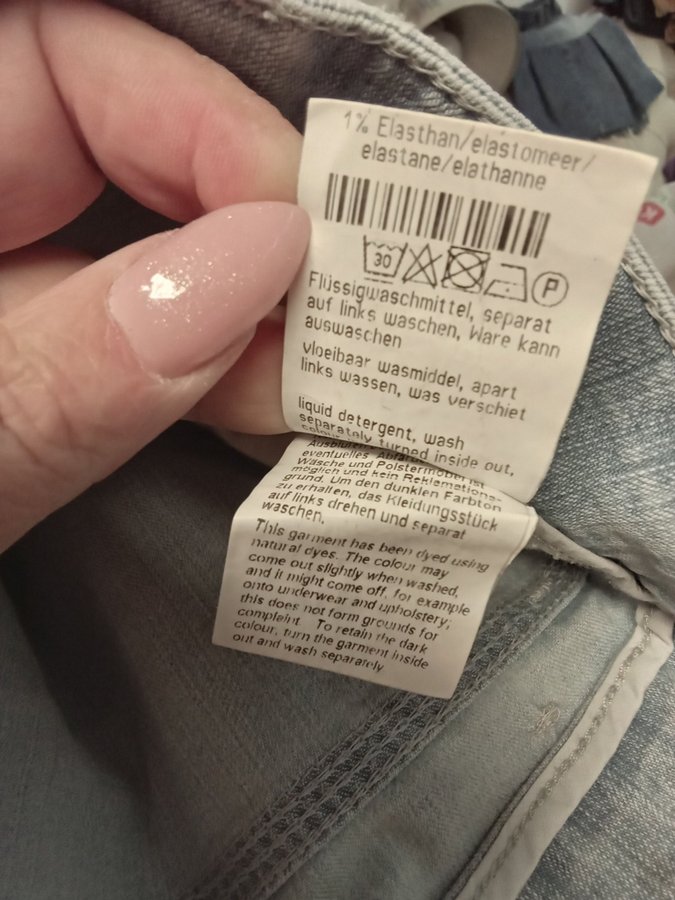 1% Elasthan/elastomeer/
elastane/elathanne
30
P
Flüssigwaschmittel, separat
auf links waschen, Ware kann
auswaschen
vloeibaar wasmiddel, apart
links wassen, was verschiet
liquid detergent, wash
separately turned inside out,
eventuelles
Wäsche und Polstermöbel ist
möglich und kein Reklamations-
grund. Um den dunklen Farbton
zu erhalten, das Kleidungsstück
auf links drehen und separat
waschen.
This garment has been dyed using
natural dyes. The colour may
come out slightly when washed,
and it might come off, for example
onto underwear and upholstery;
this does not form grounds for
complaint. To retain the dark
colour, turn the garment inside
out and wash separately